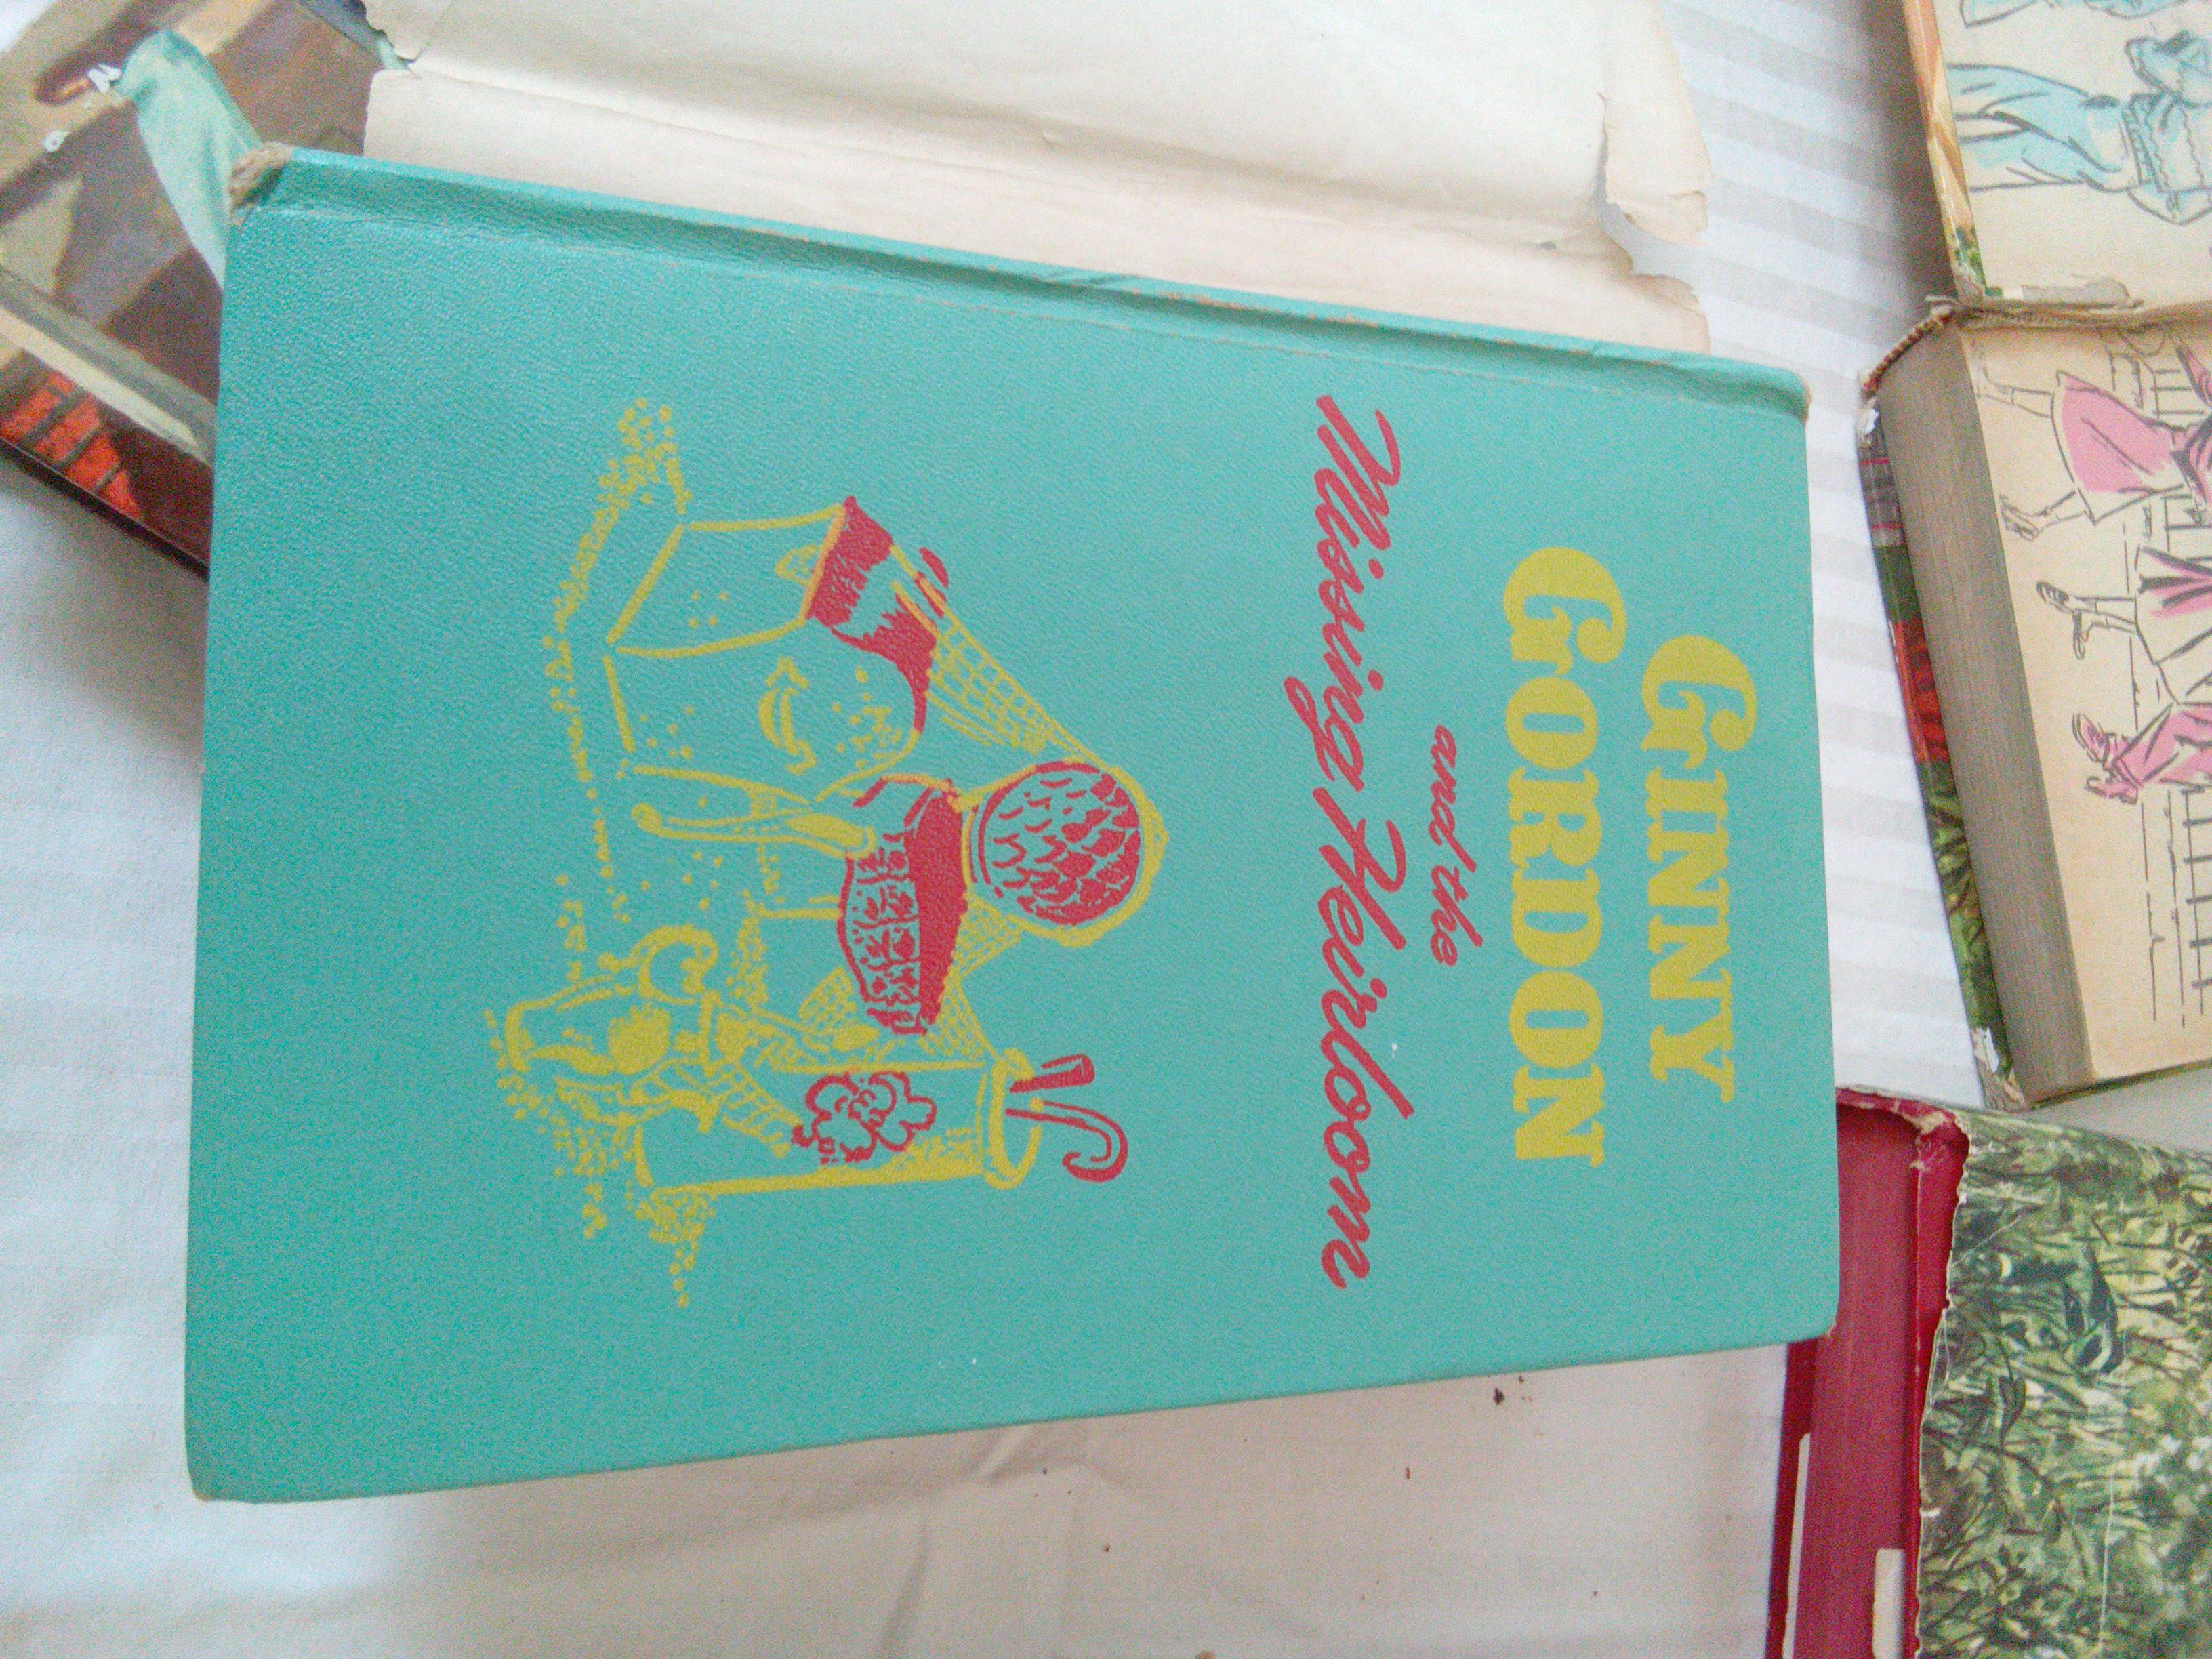 GINNY
GORDON
and the
Missing Heirloom